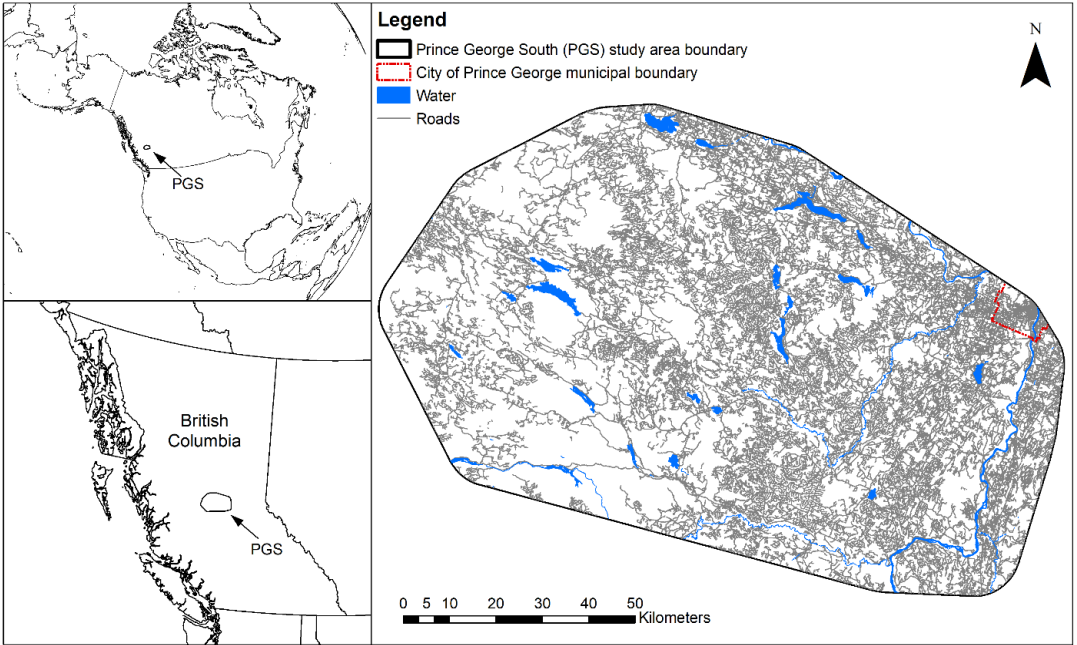 PGS
British
Columbia
PGS
Legend
Prince George South (PGS) study area boundary
City of Prince George municipal boundary
Water
Roads
N
0 5 10 20 30 40 50
Kilometers